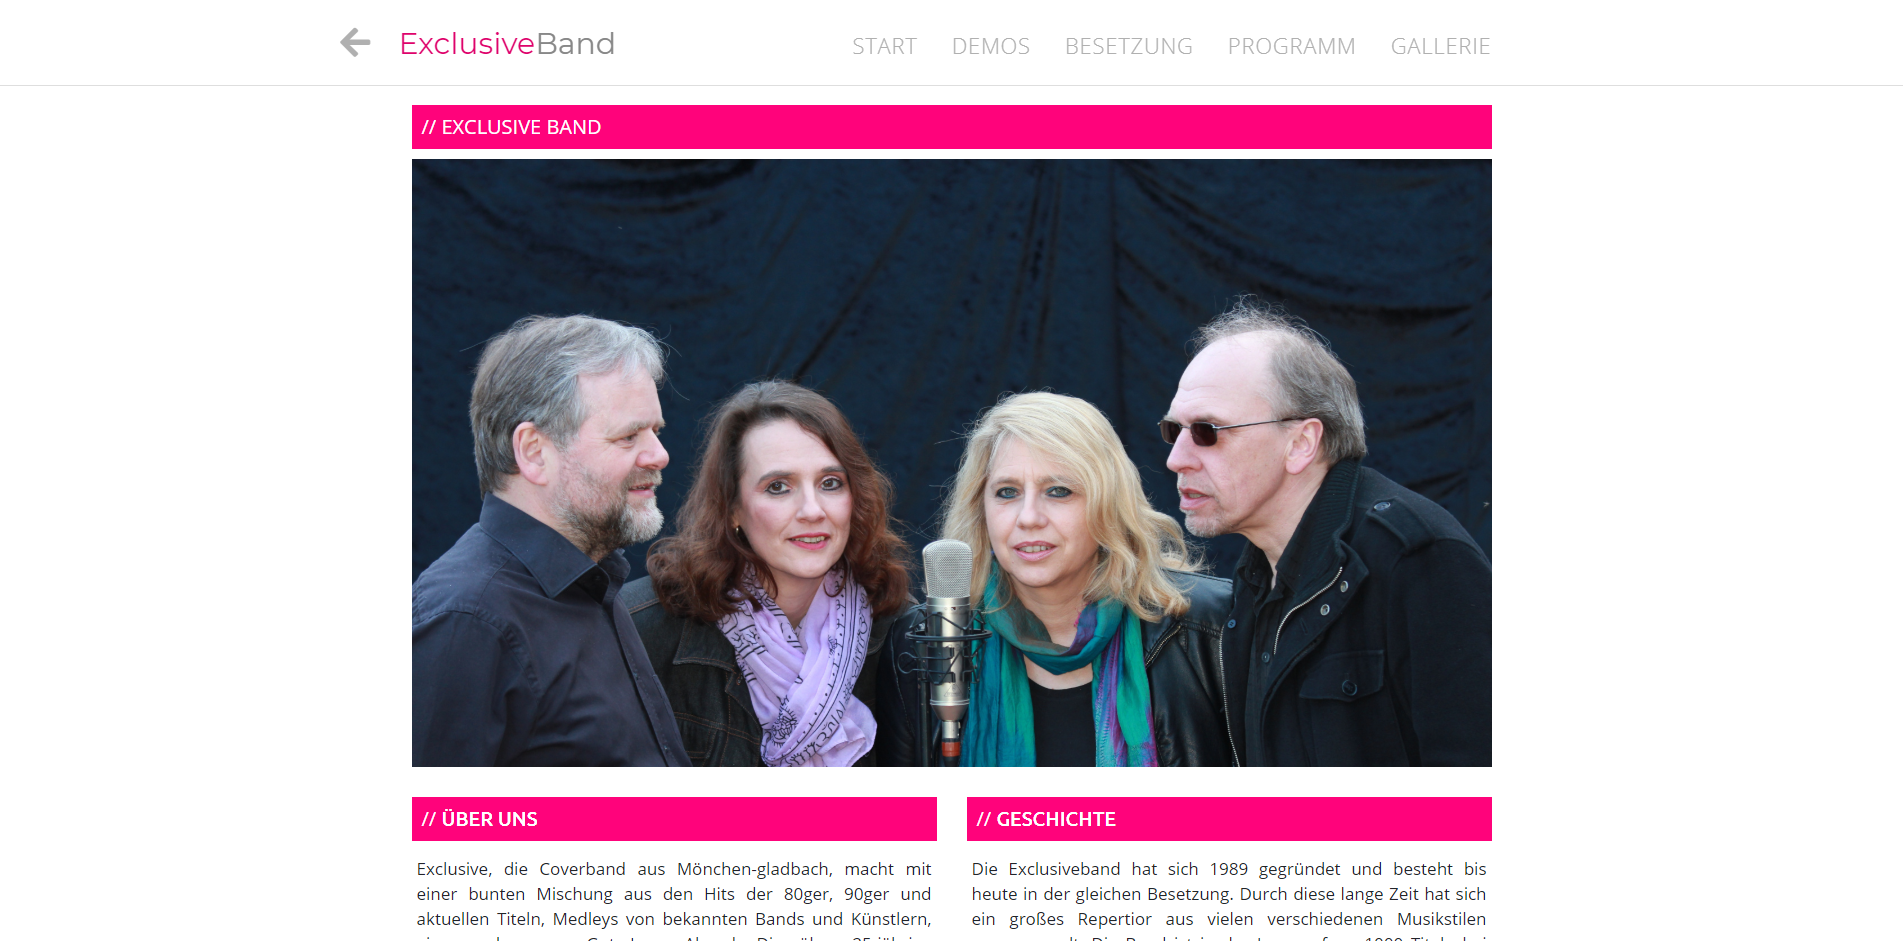 ExclusiveBand
START DEMOS BESETZUNG PROGRAMM GALLERIE
// EXCLUSIVE BAND
// ÜBER UNS
Exclusive, die Coverband aus Mönchen-gladbach, macht mit
einer bunten Mischung aus den Hits der 80ger, 90ger und
aktuellen Titeln, Medleys von bekannten Bands und Künstlern,
// GESCHICHTE
Die Exclusiveband hat sich 1989 gegründet und besteht bis
heute in der gleichen Besetzung. Durch diese lange Zeit hat sich
ein großes Repertior aus vielen verschiedenen Musikstilen